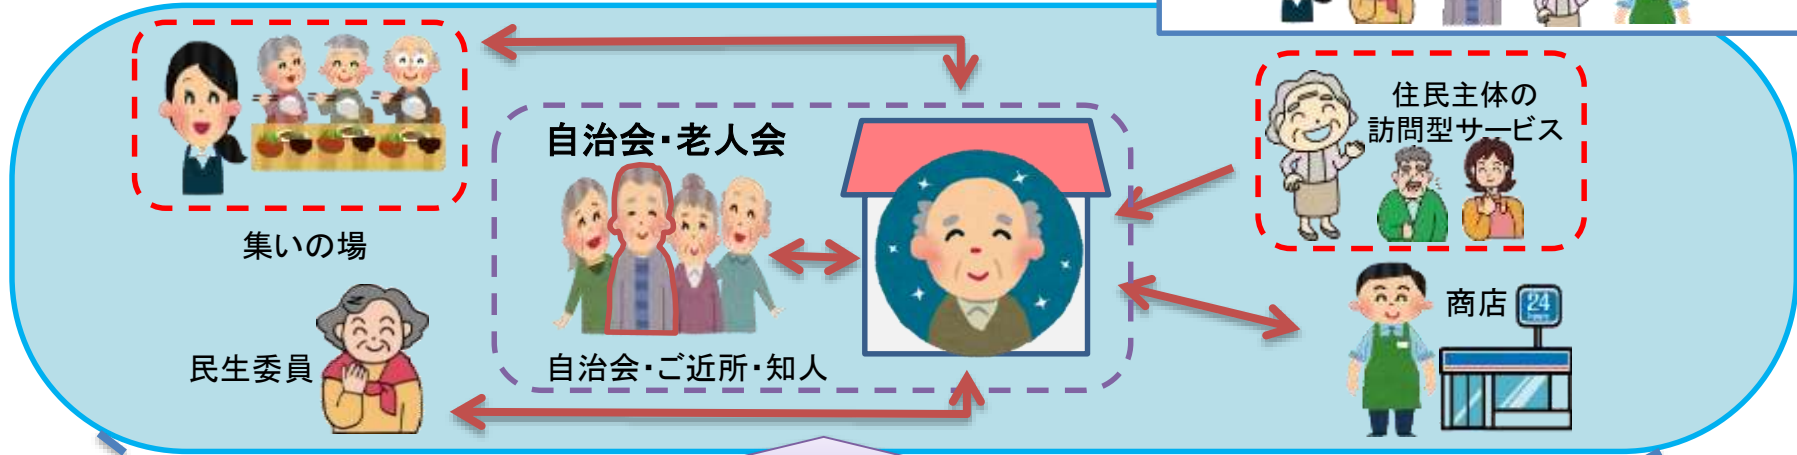 住民主体の
訪問型サービス
自治会・老人会
集いの場
商店
24
民生委員
自治会・ご近所・知人